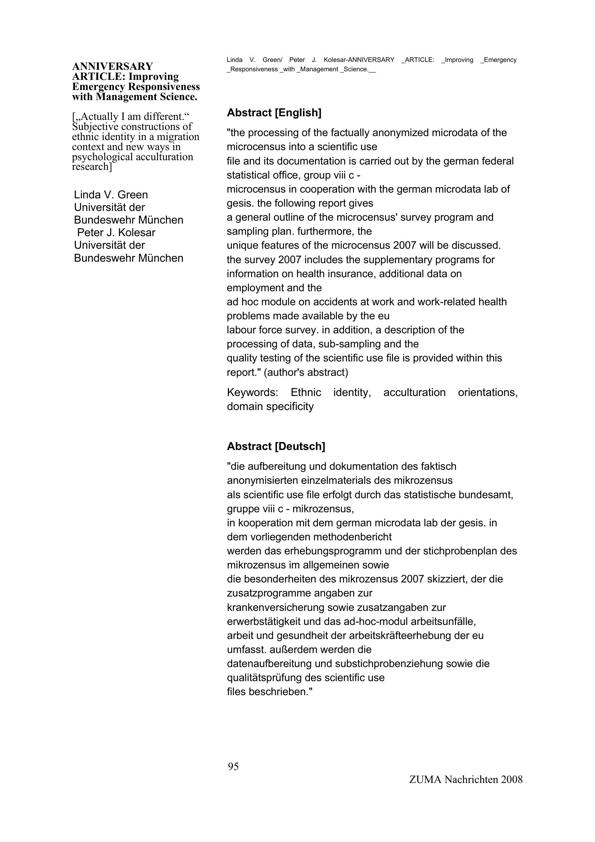 Linda V. Green/ Peter J. Kolesar-ANNIVERSARY _ARTICLE: _Improving _Emergency
_Responsiveness _with _Management _Science.__
ANNIVERSARY
ARTICLE: Improving
Emergency Responsiveness
with Management Science.
[„Actually I am different.“
Subjective constructions of
ethnic identity in a migration
context and new ways in
psychological acculturation
research]
Linda V. Green
Universität der
Bundeswehr München
Peter J. Kolesar
Universität der
Bundeswehr München
Abstract [English]
"the processing of the factually anonymized microdata of the
microcensus into a scientific use
file and its documentation is carried out by the german federal
statistical office, group viii c -
microcensus in cooperation with the german microdata lab of
gesis. the following report gives
a general outline of the microcensus' survey program and
sampling plan. furthermore, the
unique features of the microcensus 2007 will be discussed.
the survey 2007 includes the supplementary programs for
information on health insurance, additional data on
employment and the
ad hoc module on accidents at work and work-related health
problems made available by the eu
labour force survey. in addition, a description of the
processing of data, sub-sampling and the
quality testing of the scientific use file is provided within this
report." (author's abstract)
Keywords: Ethnic identity, acculturation orientations,
domain specificity
Abstract [Deutsch]
"die aufbereitung und dokumentation des faktisch
anonymisierten einzelmaterials des mikrozensus
als scientific use file erfolgt durch das statistische bundesamt,
gruppe viii c - mikrozensus,
in kooperation mit dem german microdata lab der gesis. in
dem vorliegenden methodenbericht
werden das erhebungsprogramm und der stichprobenplan des
mikrozensus im allgemeinen sowie
die besonderheiten des mikrozensus 2007 skizziert, der die
zusatzprogramme angaben zur
krankenversicherung sowie zusatzangaben zur
erwerbstätigkeit und das ad-hoc-modul arbeitsunfälle,
arbeit und gesundheit der arbeitskräfteerhebung der eu
umfasst. außerdem werden die
datenaufbereitung und substichprobenziehung sowie die
qualitätsprüfung des scientific use
files beschrieben."
95
ZUMA Nachrichten 2008